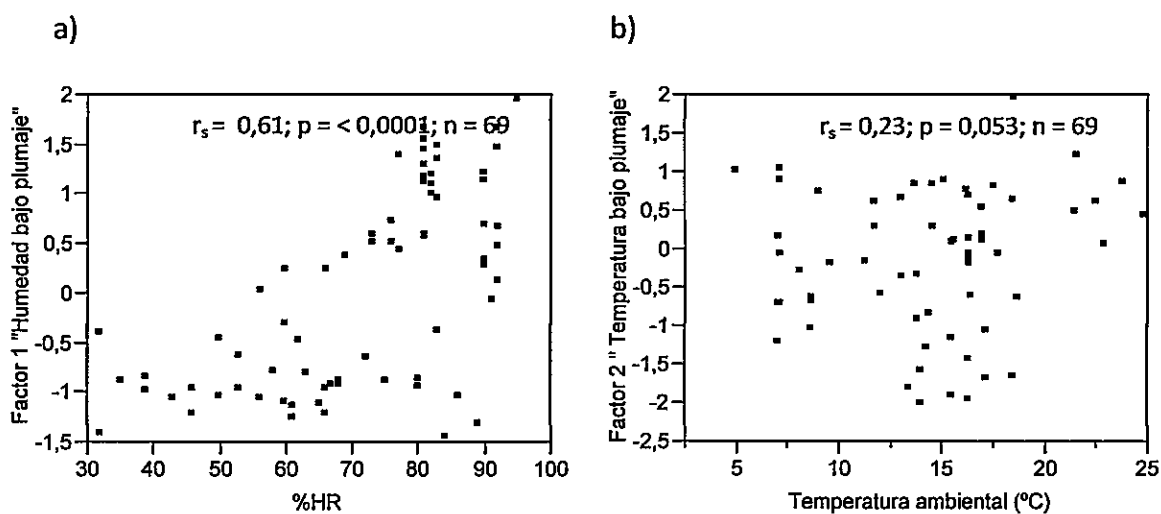 a)
r_s = 0,61; p = < 0,0001; n = 69
Factor 1 "Humedad bajo plumaje"
2
1,5
1
0,5
0
-0,5
-1
-1,5
30 40 50 60 70 80 90 100
%HR
b)
r_s = 0,23; p = 0,053; n = 69
Factor 2 " Temperatura bajo plumaje"
2
1,5
1
0,5
0
-0,5
-1
-1,5
-2
-2,5
5 10 15 20 25
Temperatura ambiental (ºC)